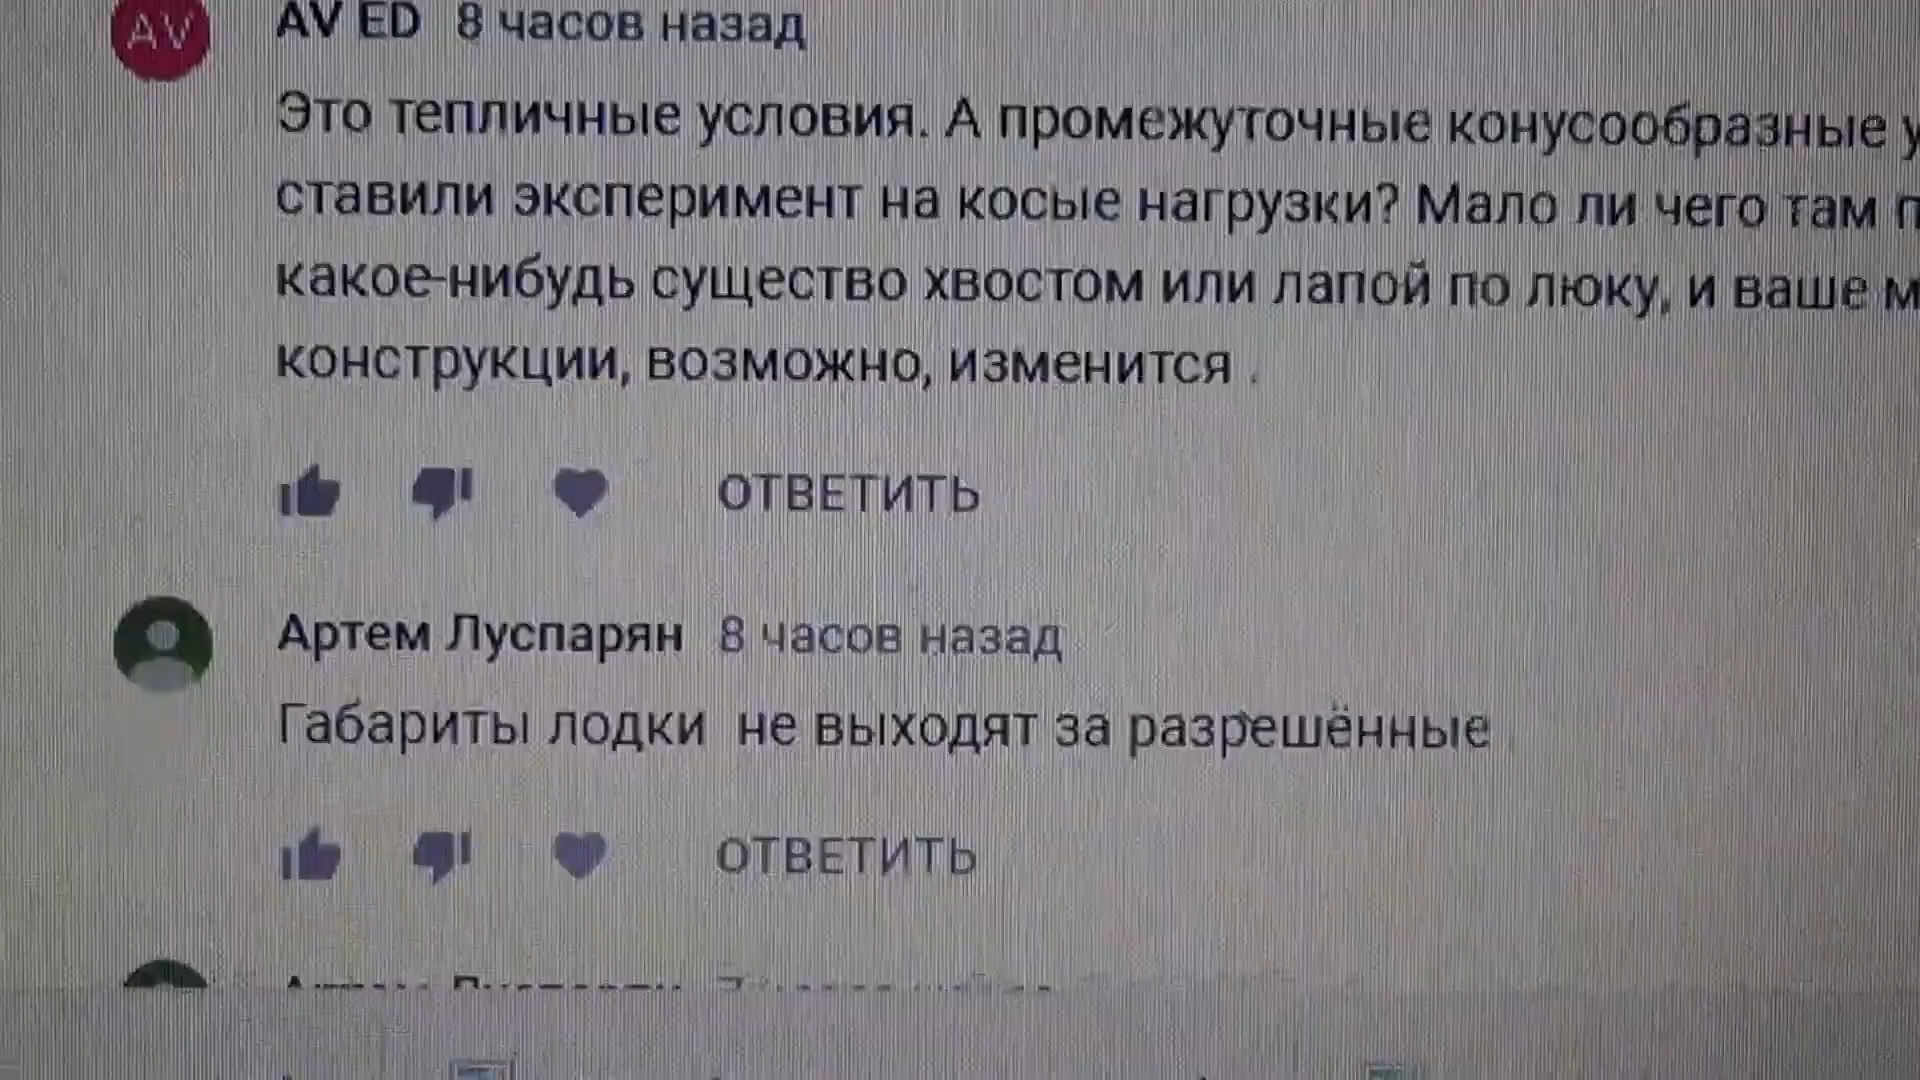 AV
AV ED 8 часов назад
Это тепличные условия. А промежуточные конусообразные
ставили эксперимент на косые нагрузки? Мало ли чего там
какое-нибудь существо хвостом или лапой по люку, и ваше
конструкции, возможно, изменится .
ОТВЕТИТЬ
Артем Луспарян 8 часов назад
Габариты лодки не выходят за разрешённые
ОТВЕТИТЬ